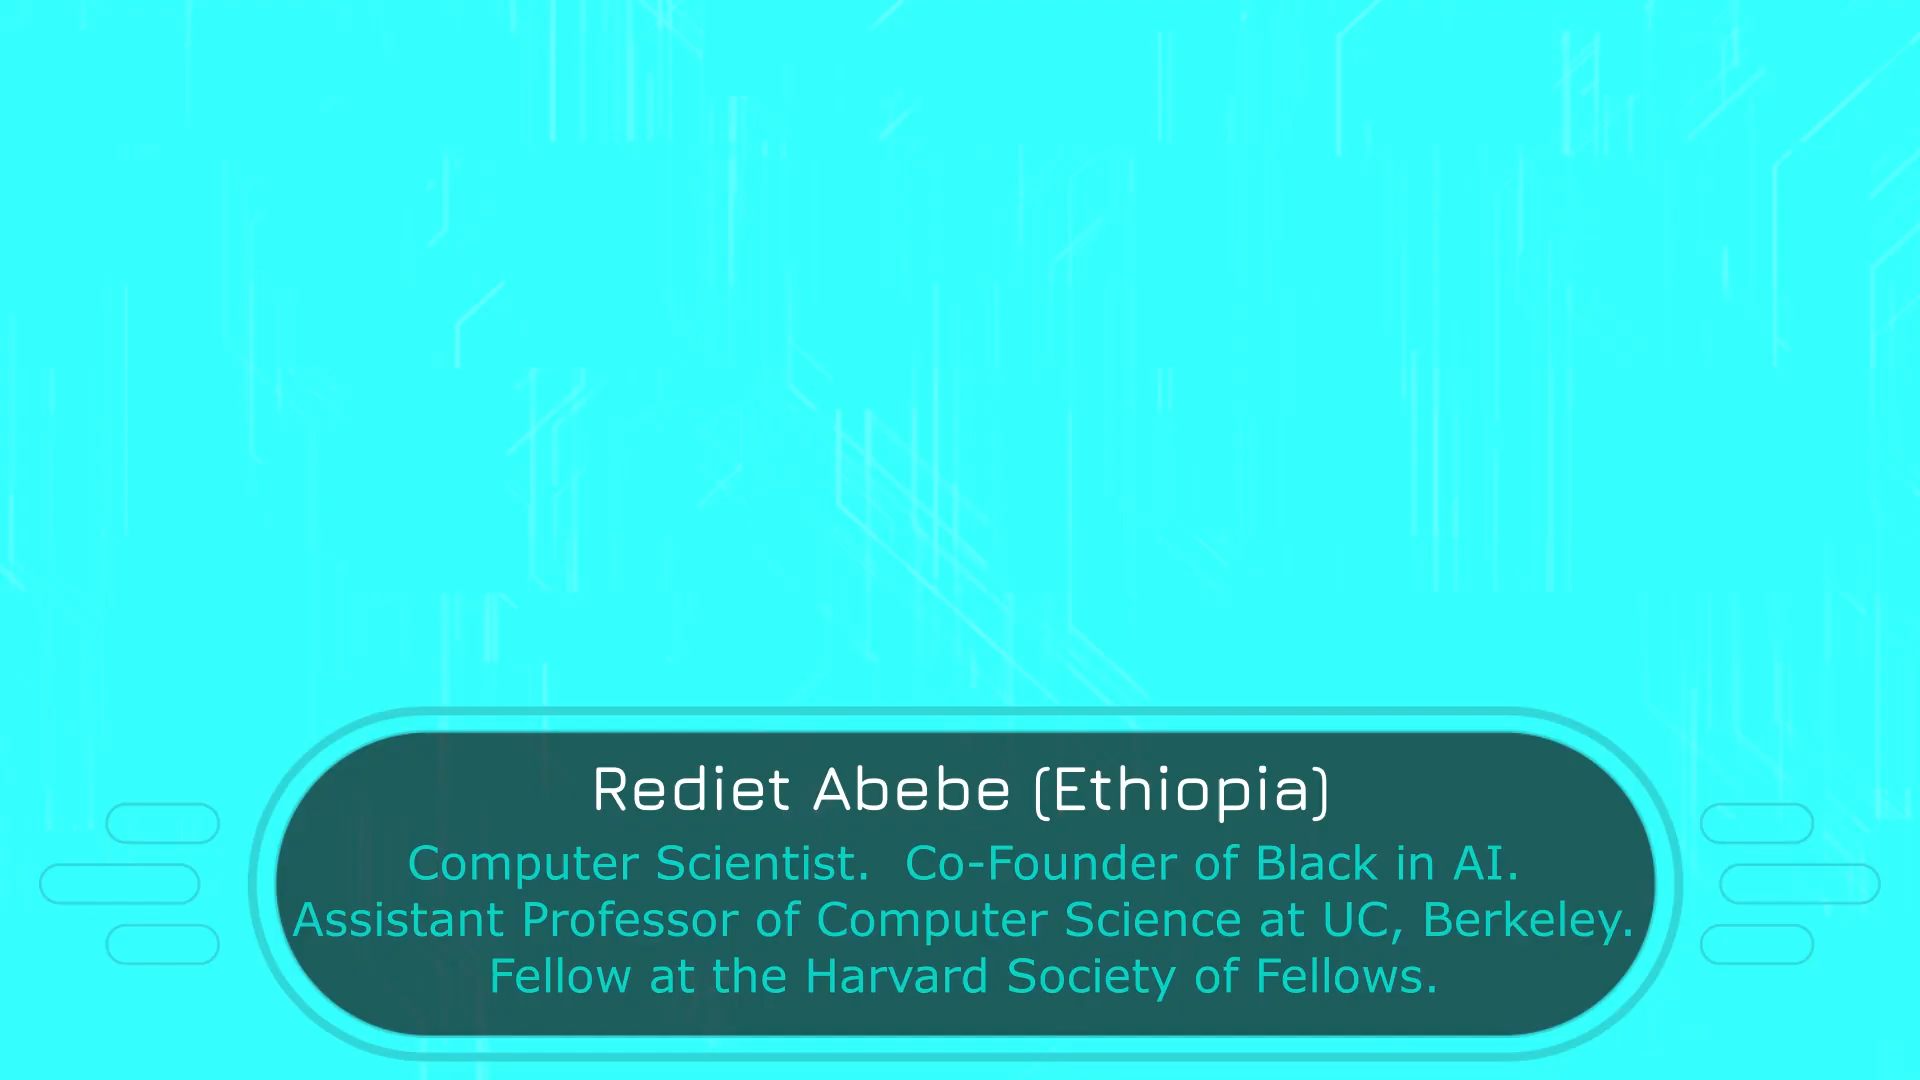 Rediet Abebe (Ethiopia)
Computer Scientist.  Co-Founder of Black in AI.
Assistant Professor of Computer Science at UC, Berkeley.
Fellow at the Harvard Society of Fellows.